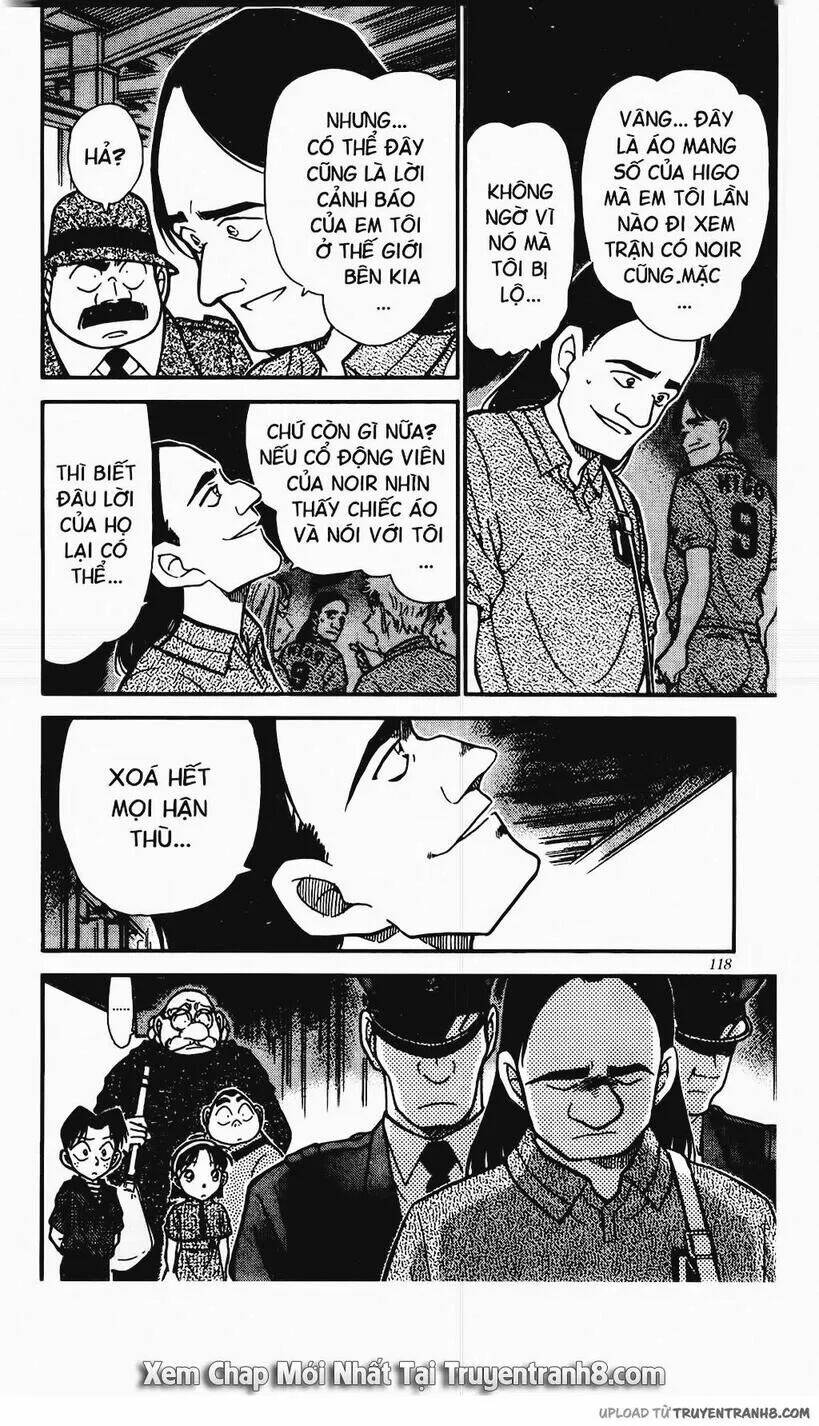 VÂNG... ĐÂY
LÀ ÁO MANG
SỐ CỦA HIGO
MÀ EM TÔI LẦN
NÀO ĐI XEM
TRẬN CÓ NOIR
CŨNG.MẶC
...
KHÔNG
NGỜ VÌ
NÓ MÀ
TÔI BỊ
LỘ...
HIGO
9
N
NHƯNG...
CÓ THỂ ĐÂY
CŨNG LÀ LỜI
CẢNH BÁO
CỦA EM TÔI
Ở THẾ GIỚI
BÊN KIA
...
HẢ?
CHỨ CÒN GÌ NỮA?
NẾU CỔ ĐỘNG VIÊN
CỦA NOIR NHÌN
THẤY CHIẾC ÁO
VÀ NÓI VỚI TÔI
...
THÌ BIẾT
ĐÂU LỜI
CỦA HỌ
LẠI CÓ
THỂ...
HIGO
9
XOÁ HẾT
MỌI HẬN
THÙ...
118
......
N
Xem Chap Mới Nhất Tại Truyentranh8.com
UPLOAD TỪ TRUYENTRANH8.COM